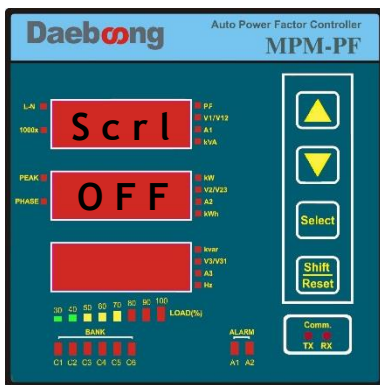 Daeboong
Auto Power Factor Controller
MPM-PF
L-N
1000x
Scrl
PF
V1/V12
A1
kVA
PEAK
PHASE
OFF
kW
V2/V23
A2
kWh
kvar
V3/V31
A3
Hz
30 40 50 60 70 80 90 100 LOAD(%)
BANK
C1 C2 C3 C4 C5 C6
ALARM
A1 A2
Select
Shift
Reset
Comm.
TX RX